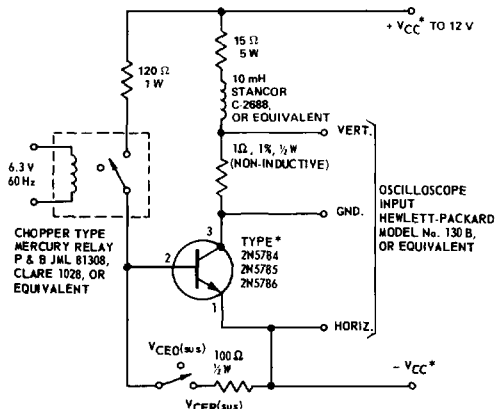 + VCC* TO 12 V
15 Ω
5 W
120 Ω
1 W
10 mH
STANCOR
C-2688,
OR EQUIVALENT
VERT.
1Ω, 1%, ½ W
(NON-INDUCTIVE)
6.3 V
60 Hz
OSCILLOSCOPE
INPUT
HEWLETT-PACKARD
MODEL No. 130 B,
OR EQUIVALENT
GND.
CHOPPER TYPE
MERCURY RELAY
P & B JML 81308,
CLARE 1028, OR
EQUIVALENT
3
TYPE*
2N5784
2N5785
2N5786
2
1
HORIZ.
VCEO(sus)
100 Ω
½ W
- VCC*
VCER(sus)